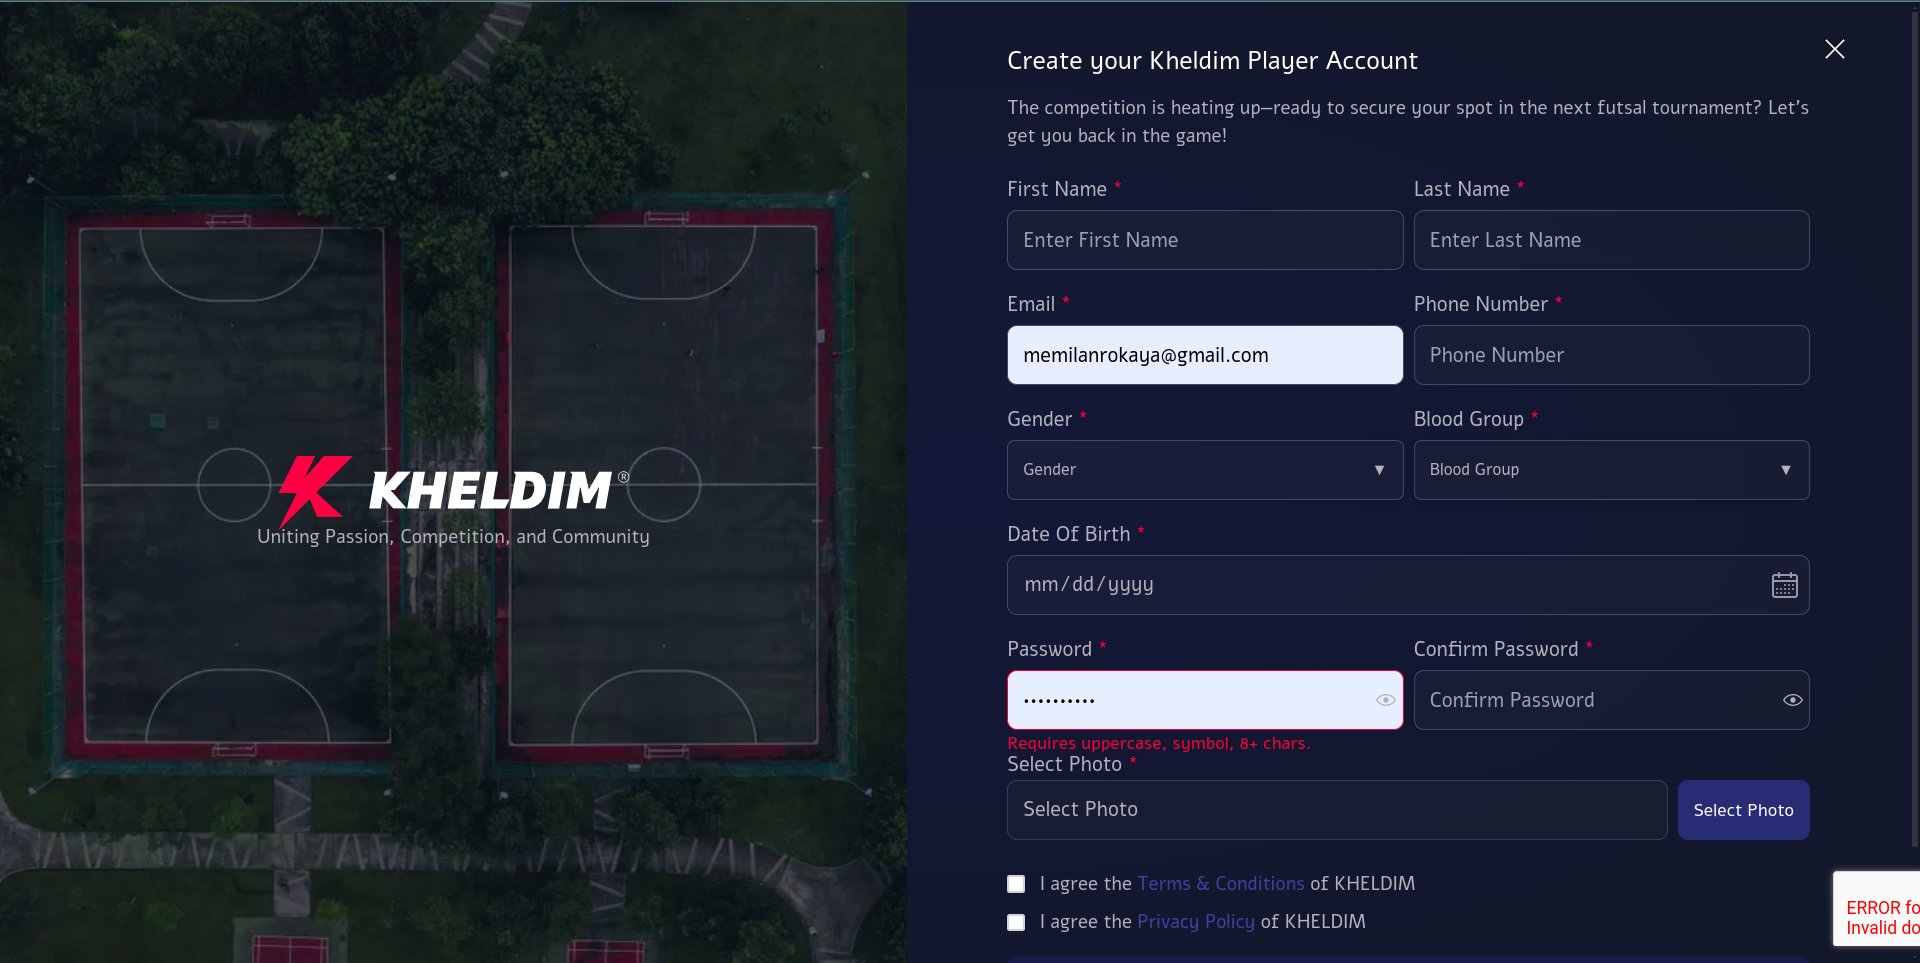 Create your Kheldim Player Account
The competition is heating up—ready to secure your spot in the next futsal tournament? Let's
get you back in the game!
First Name *
Last Name *
Enter First Name
Enter Last Name
Email *
Phone Number *
memilanrokaya@gmail.com
Phone Number
Gender *
Blood Group *
Gender
Blood Group
KHELDIM ®
Uniting Passion, Competition, and Community
Date Of Birth *
mm/dd/yyyy
Password *
Confirm Password *
••••••••••
Confirm Password
Requires uppercase, symbol, 8+ chars.
Select Photo *
Select Photo
Select Photo
I agree the Terms & Conditions of KHELDIM
I agree the Privacy Policy of KHELDIM
ERROR fo
Invalid do